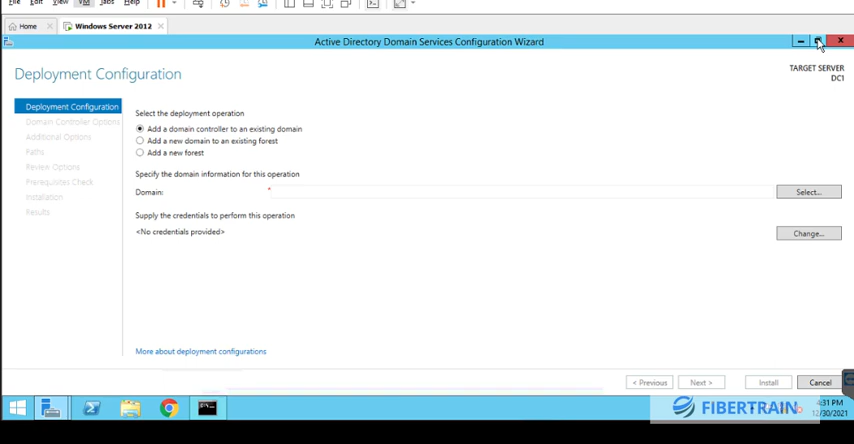 File Edit View VM Tabs Help
Home Windows Server 2012
Active Directory Domain Services Configuration Wizard
Deployment Configuration
TARGET SERVER
DC1
Deployment Configuration
Domain Controller Options
Additional Options
Paths
Review Options
Prerequisites Check
Installation
Results
Select the deployment operation
Add a domain controller to an existing domain
Add a new domain to an existing forest
Add a new forest
Specify the domain information for this operation
Domain: *
Select...
Supply the credentials to perform this operation
<No credentials provided>
Change...
More about deployment configurations
< Previous Next > Install Cancel
FIBERTRAIN
4:31 PM
12/30/2021